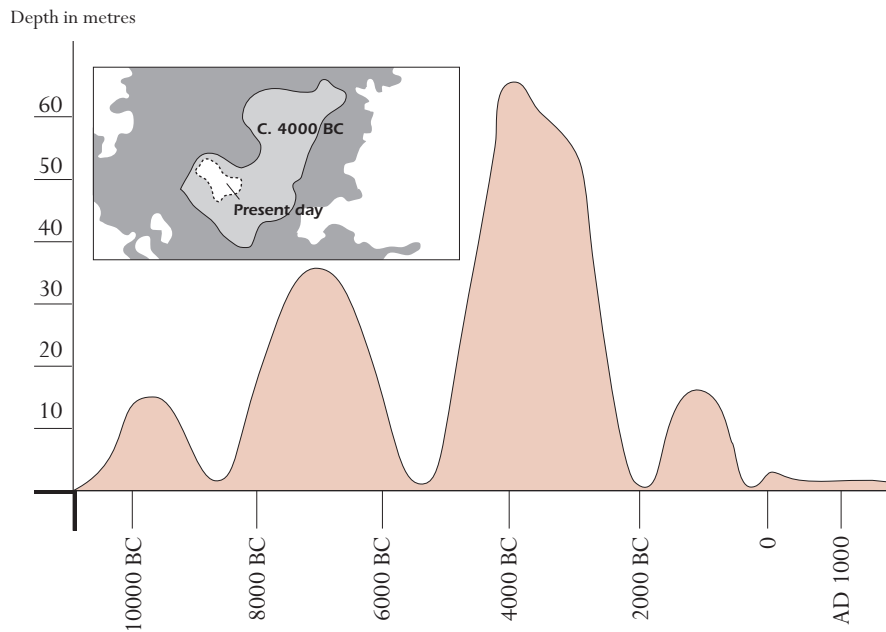 Depth in metres
60
50
40
30
20
10
C. 4000 BC
Present day
10000 BC
8000 BC
6000 BC
4000 BC
2000 BC
0
AD 1000